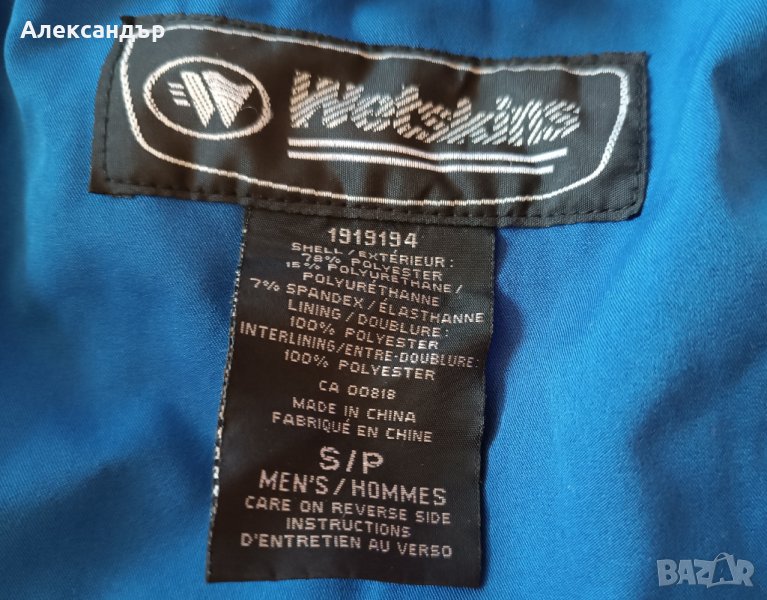 Александър
Wetskins
1919194
SHELL / EXTÉRIEUR :
78% POLYESTER
15% POLYURETHANE /
POLYURÉTHANNE
7% SPANDEX / ÉLASTHANNE
LINING / DOUBLURE:
100% POLYESTER
INTERLINING/ENTRE-DOUBLURE:
100% POLYESTER
CA 00818
MADE IN CHINA
FABRIQUÉ EN CHINE
S/P
MEN'S / HOMMES
CARE ON REVERSE SIDE
INSTRUCTIONS
D'ENTRETIEN AU VERSO
BAZAR